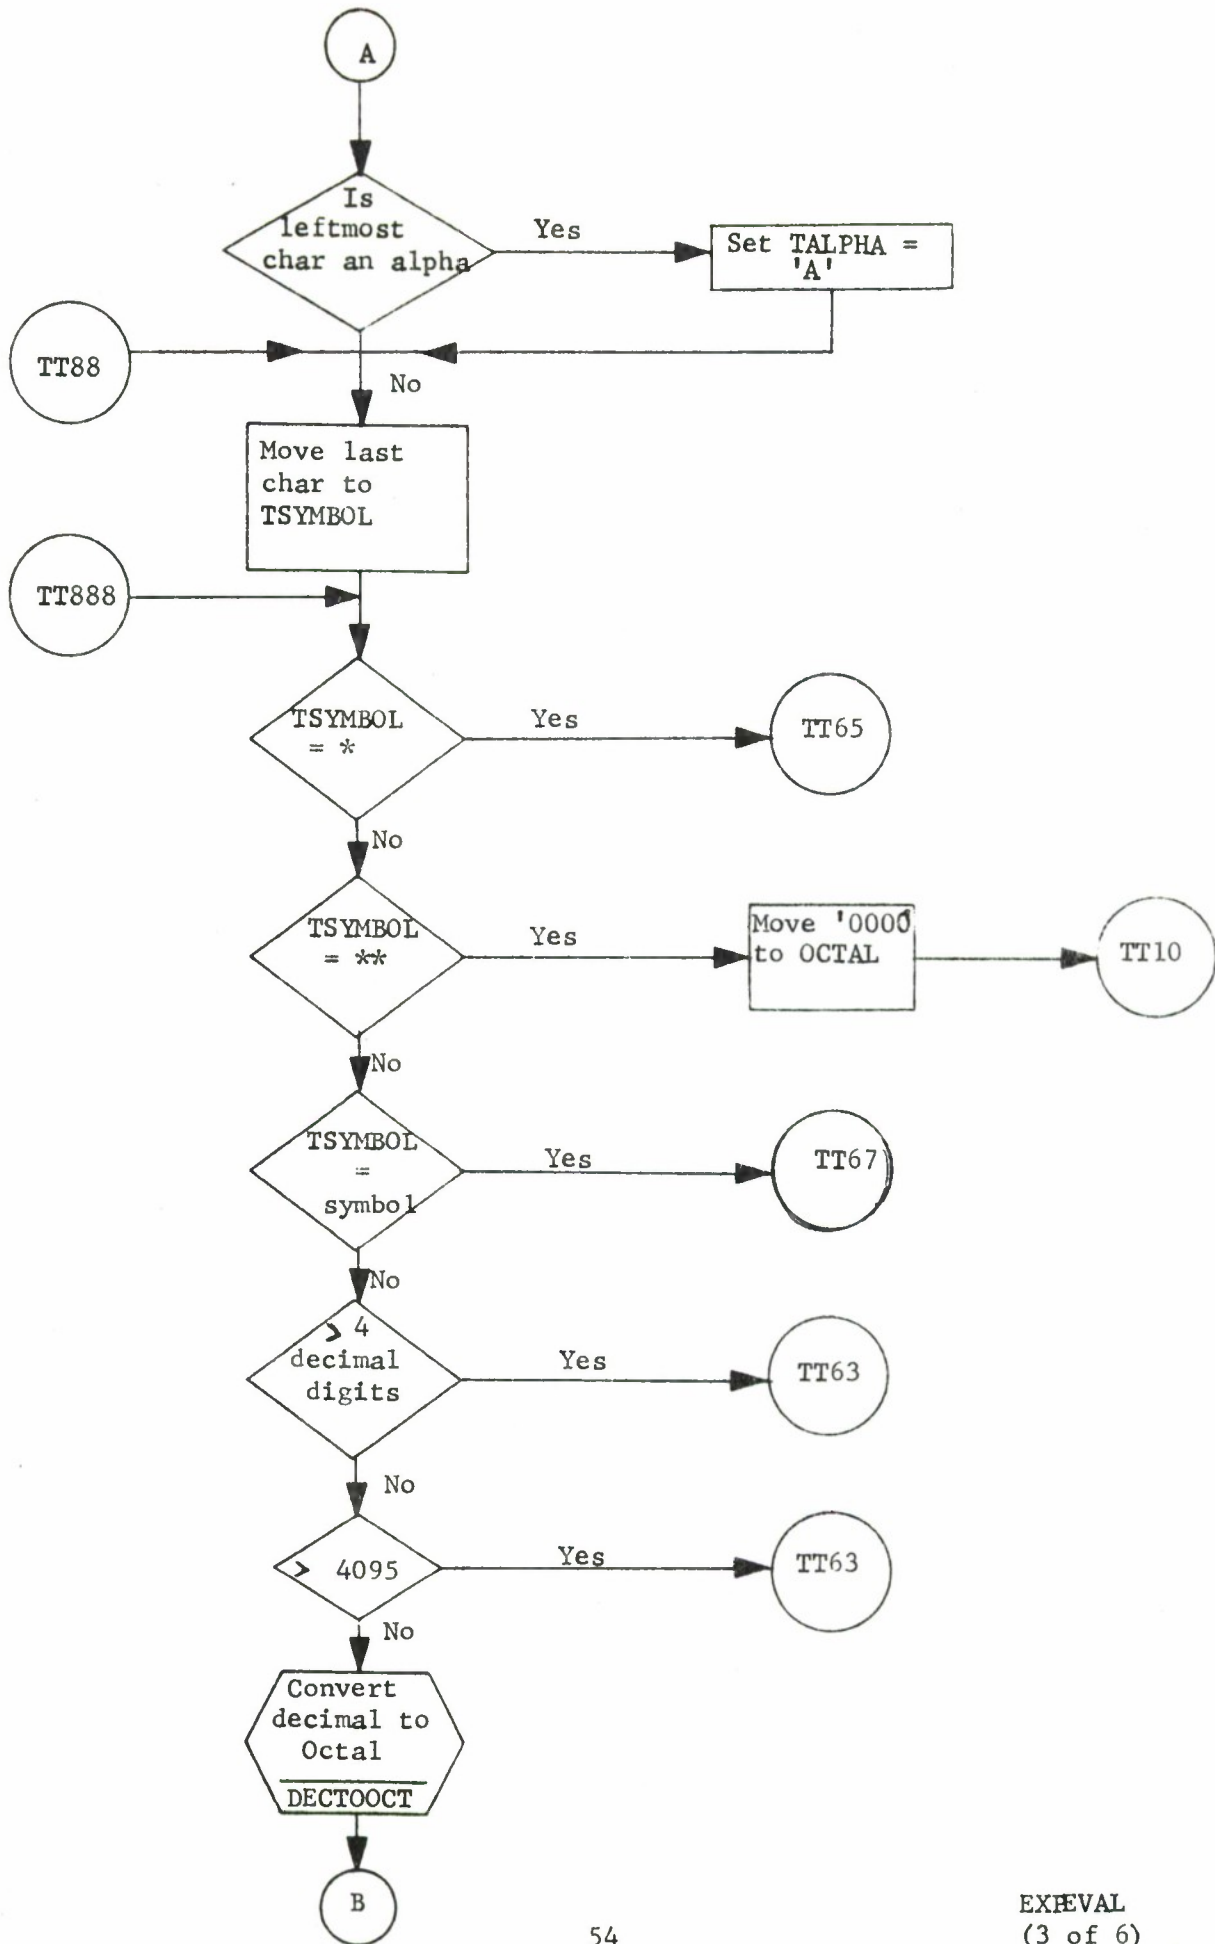 A
Is
leftmost
char an alpha
Yes
Set TALPHA =
'A'
TT88
No
Move last
char to
TSYMBOL
TT888
TSYMBOL
= *
Yes
TT65
No
TSYMBOL
= **
Yes
Move '0000'
to OCTAL
TT10
No
TSYMBOL
=
symbol
Yes
TT67
No
> 4
decimal
digits
Yes
TT63
No
> 4095
Yes
TT63
No
Convert
decimal to
Octal
DECTOOCT
B
54
EXPEVAL
(3 of 6)